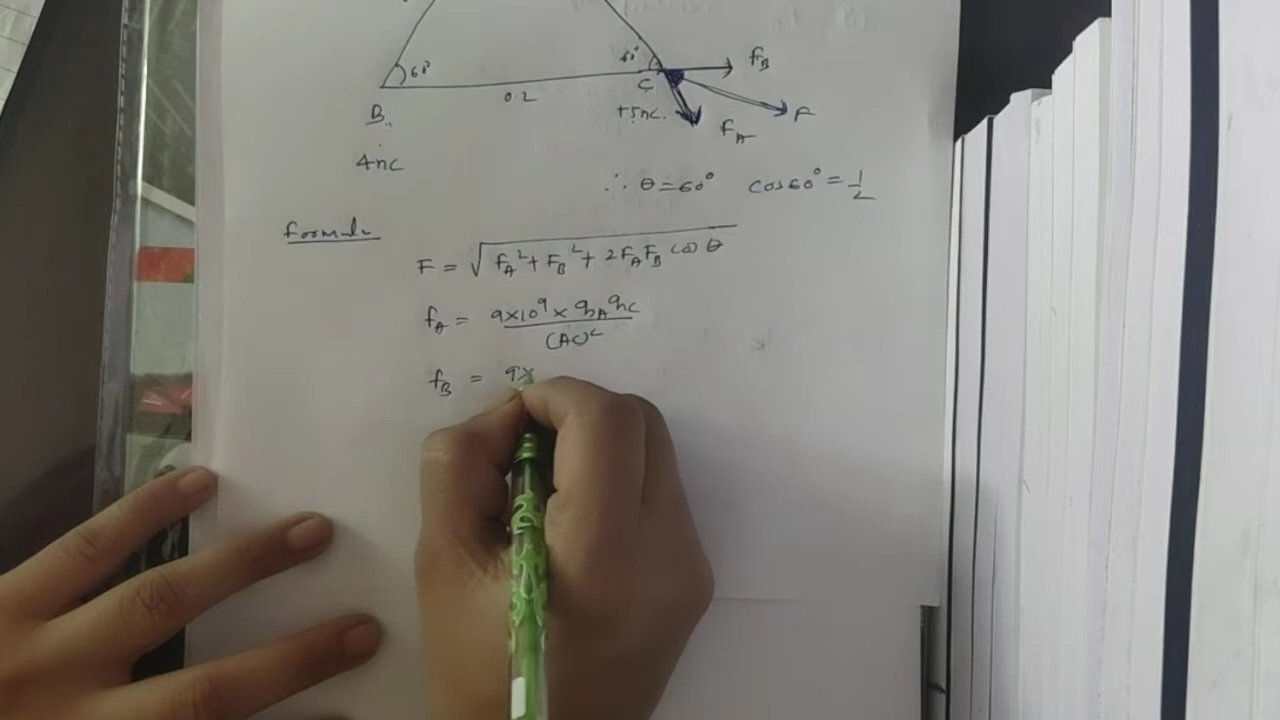 60°
60°
f_B
C
0.2
F
B
+5nc.
f_A
4nc
∴ θ=60° cos60°=1/2
Formula
F = √(f_A² + F_B² + 2F_A F_B cos θ)
f_A = 9×10⁹ × q_A q_C / (AC)²
f_B = 9×